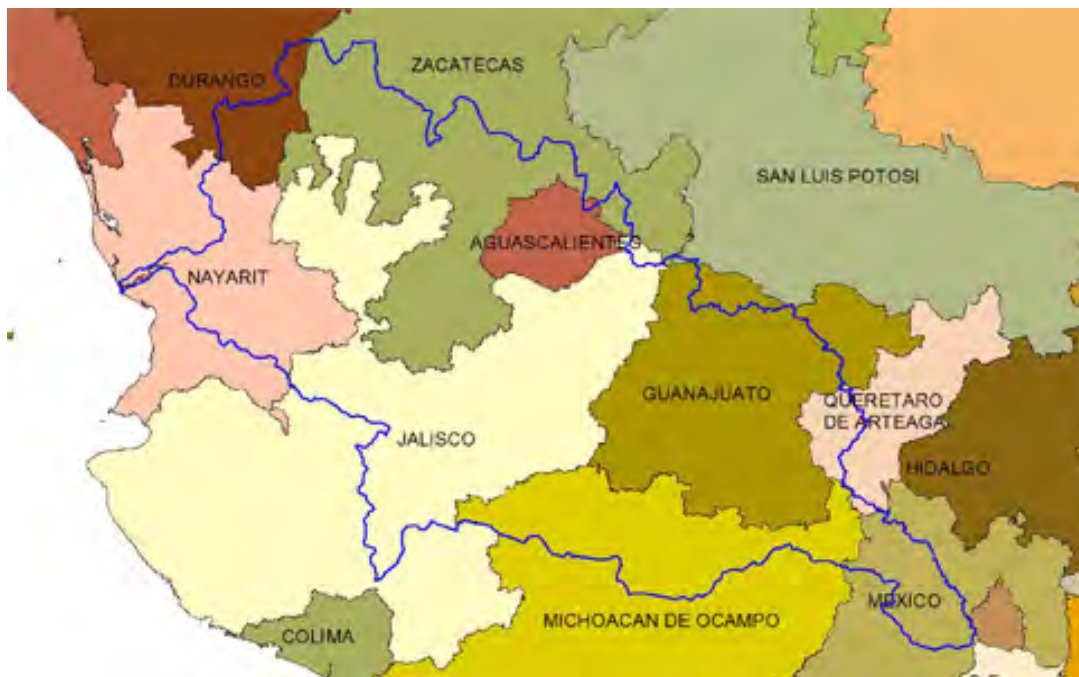 DURANGO
ZACATECAS
SAN LUIS POTOSI
AGUASCALIENTES
NAYARIT
GUANAJUATO
QUERETARO
DE ARTEAGA
JALISCO
HIDALGO
MEXICO
MICHOACAN DE OCAMPO
COLIMA